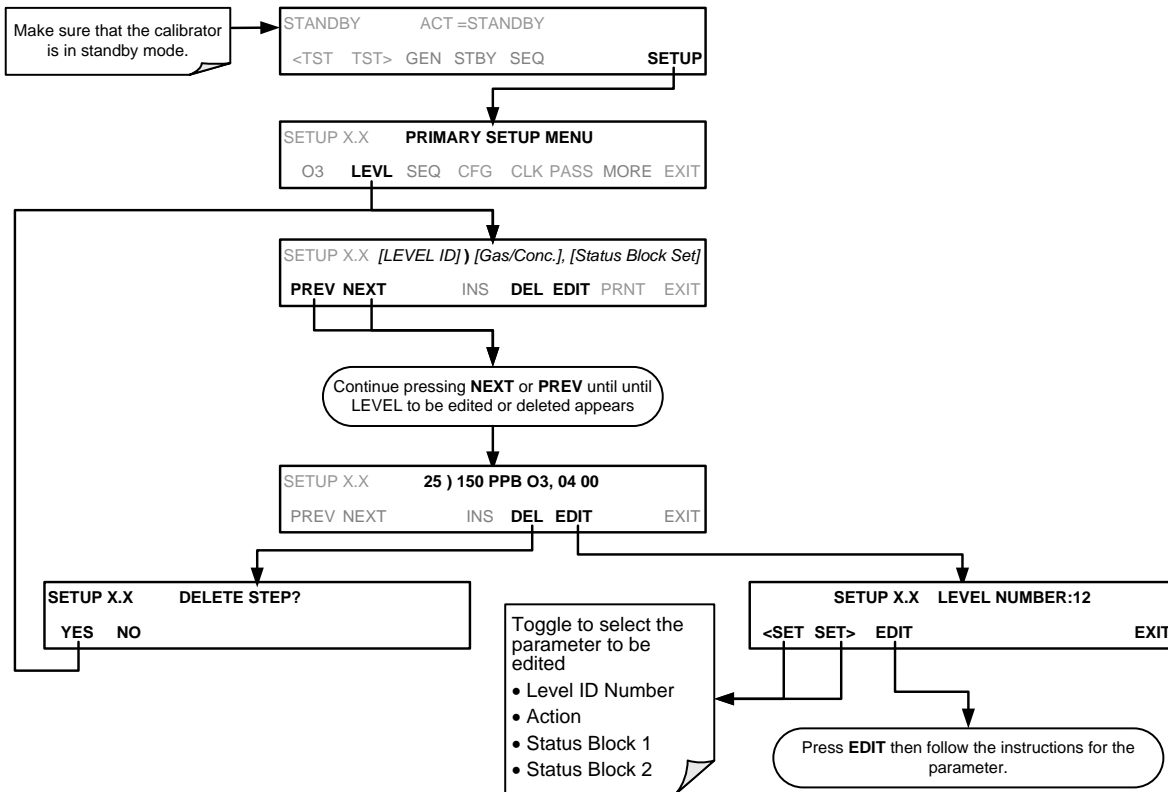 Make sure that the calibrator
is in standby mode.
STANDBY ACT =STANDBY
<TST TST> GEN STBY SEQ SETUP
SETUP X.X PRIMARY SETUP MENU
O3 LEVL SEQ CFG CLK PASS MORE EXIT
SETUP X.X [LEVEL ID] ) [Gas/Conc.], [Status Block Set]
PREV NEXT INS DEL EDIT PRNT EXIT
Continue pressing NEXT or PREV until until
LEVEL to be edited or deleted appears
SETUP X.X 25 ) 150 PPB O3, 04 00
PREV NEXT INS DEL EDIT EXIT
SETUP X.X DELETE STEP?
YES NO
Toggle to select the
parameter to be
edited
• Level ID Number
• Action
• Status Block 1
• Status Block 2
SETUP X.X LEVEL NUMBER:12
<SET SET> EDIT EXIT
Press EDIT then follow the instructions for the
parameter.